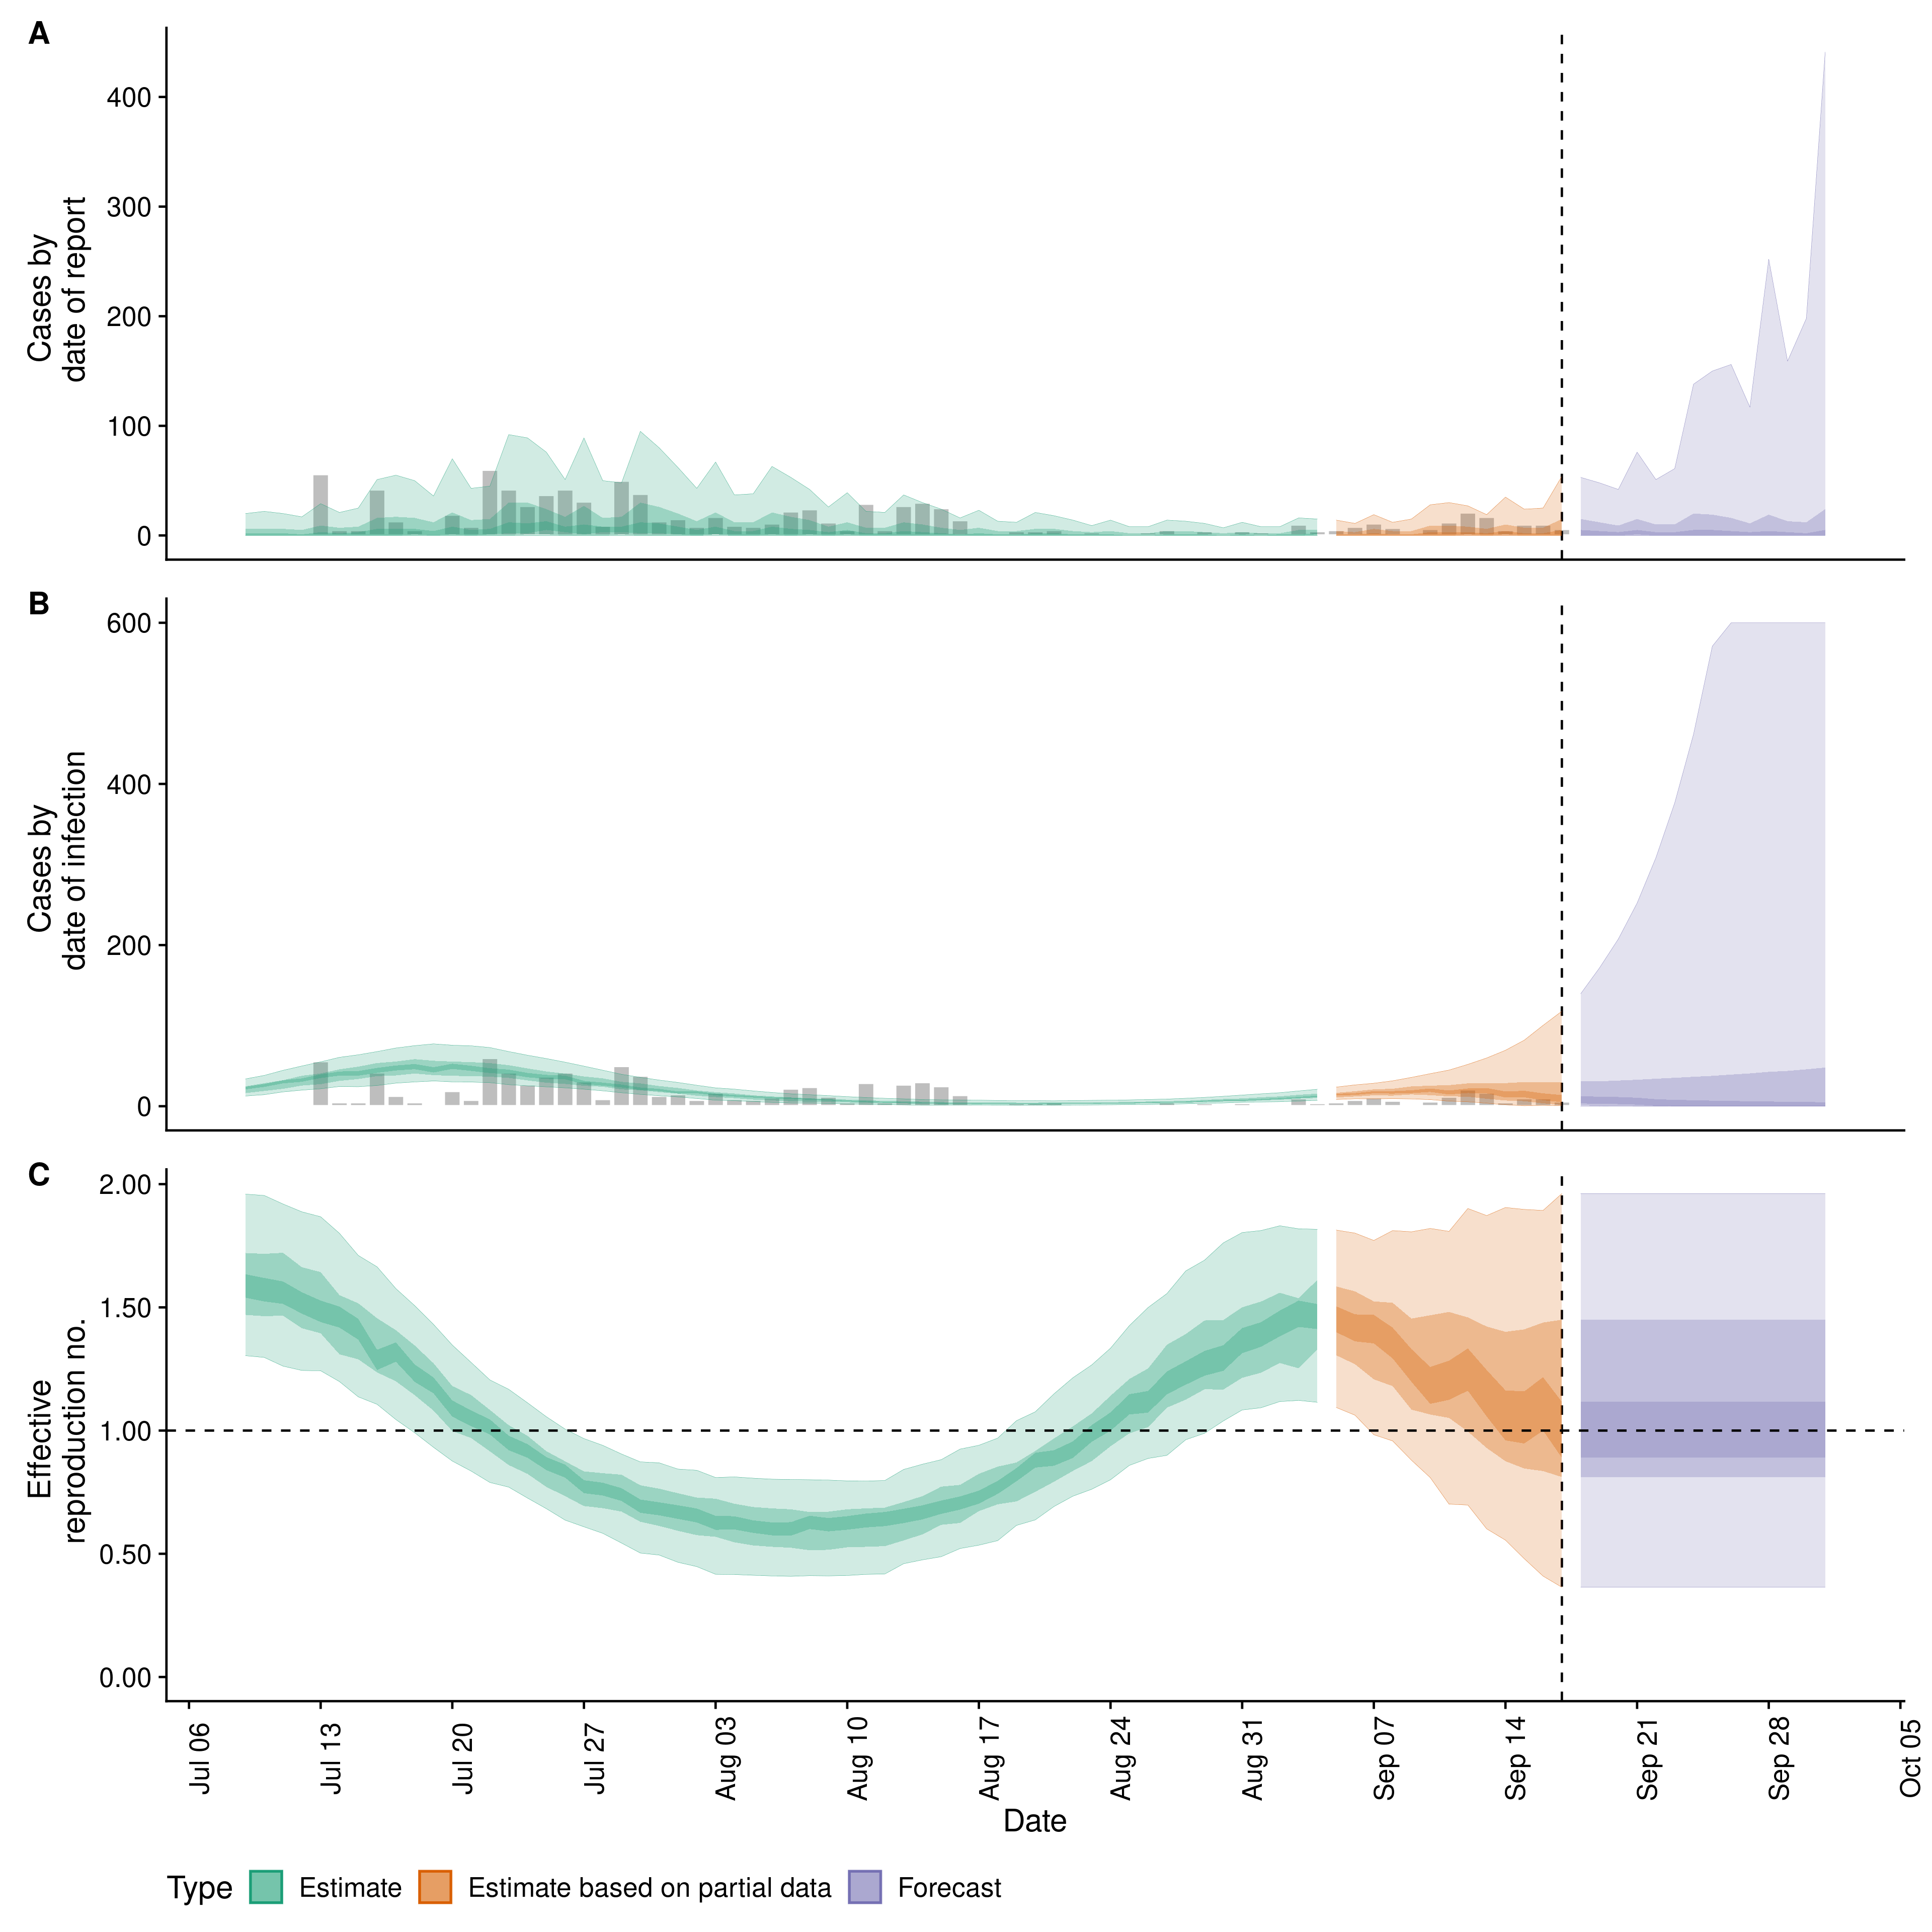 A
400
300
200
100
0
Cases by
date of report
B
600
400
200
0
Cases by
date of infection
C
2.00
1.50
1.00
0.50
0.00
Effective
reproduction no.
Jul 06
Jul 13
Jul 20
Jul 27
Aug 03
Aug 10
Aug 17
Aug 24
Aug 31
Sep 07
Sep 14
Sep 21
Sep 28
Oct 05
Date
Type Estimate Estimate based on partial data Forecast